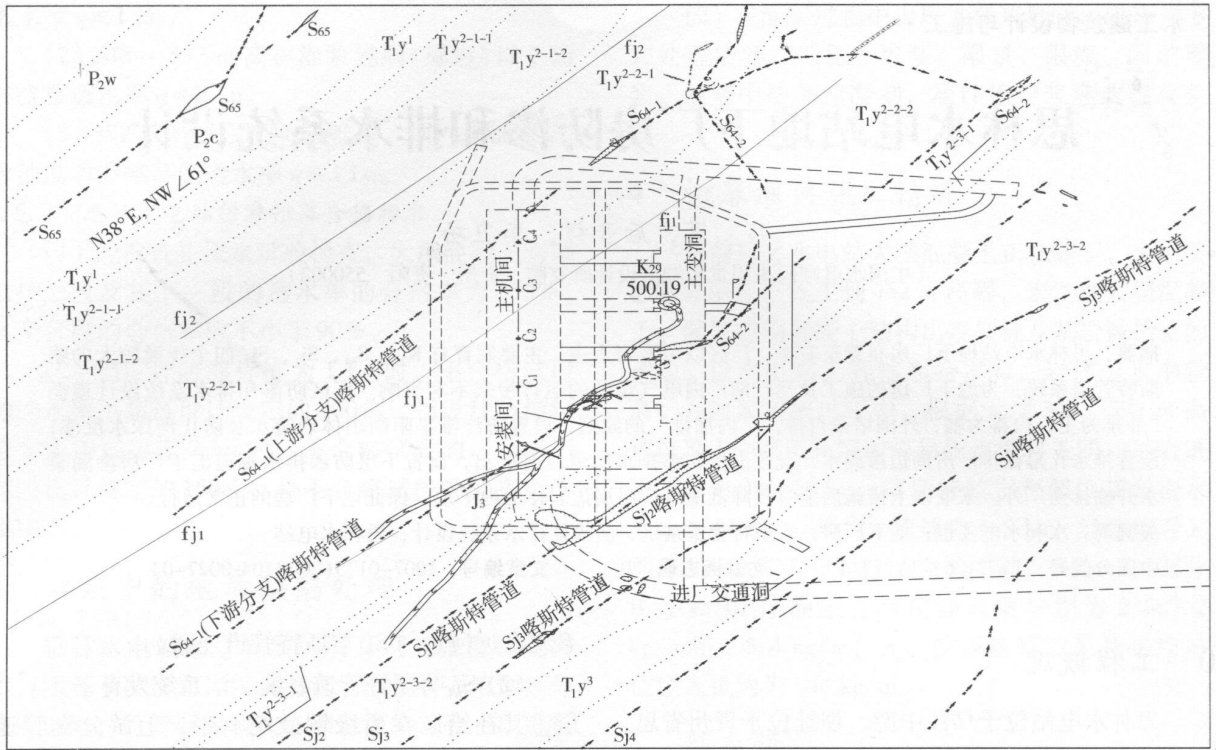 S65
T₁y¹
T₁y²⁻¹⁻¹
T₁y²⁻¹⁻²
fj2
P₂w
T₁y²⁻²⁻¹
S65
S64-1
S64-2
T₁y²⁻²⁻²
S64-2
P₂c
T₁y²⁻³⁻¹
N38°E, NW∠61°
S65
C4
fj1
T₁y²⁻³⁻²
T₁y¹
主机间
C3
K29
500.19
主变洞
Sj3喀斯特管道
T₁y²⁻¹⁻¹
fj2
C2
S64-2
T₁y²⁻¹⁻²
C1
T₁y²⁻²⁻¹
fj1
安装间
S64-1(上游分支)喀斯特管道
Sj4喀斯特管道
J3
Sj2喀斯特管道
fj1
S64-1(下游分支)喀斯特管道
进厂交通洞
Sj2喀斯特管道
Sj3喀斯特管道
T₁y²⁻³⁻²
T₁y³
Sj2
Sj3
Sj4